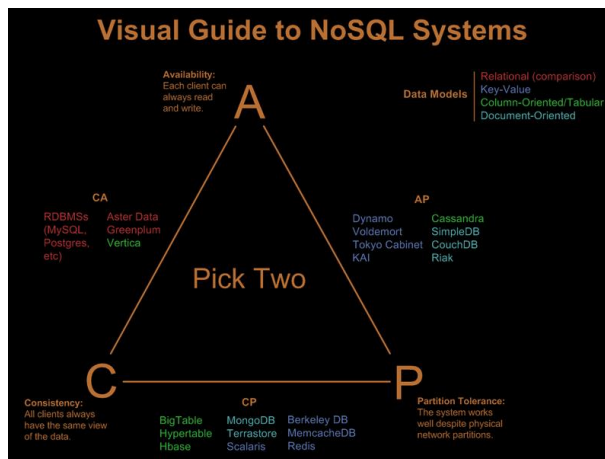 Visual Guide to NoSQL Systems
Availability:
Each client can
always read
and write.
A
Data Models
Relational (comparison)
Key-Value
Column-Oriented/Tabular
Document-Oriented
CA
RDBMSs
(MySQL,
Postgres,
etc)
Aster Data
Greenplum
Vertica
AP
Dynamo
Voldemort
Tokyo Cabinet
KAI
Cassandra
SimpleDB
CouchDB
Riak
Pick Two
C
P
Consistency:
All clients always
have the same view
of the data.
CP
BigTable
Hypertable
Hbase
MongoDB
Terrastore
Scalaris
Berkeley DB
MemcacheDB
Redis
Partition Tolerance:
The system works
well despite physical
network partitions.